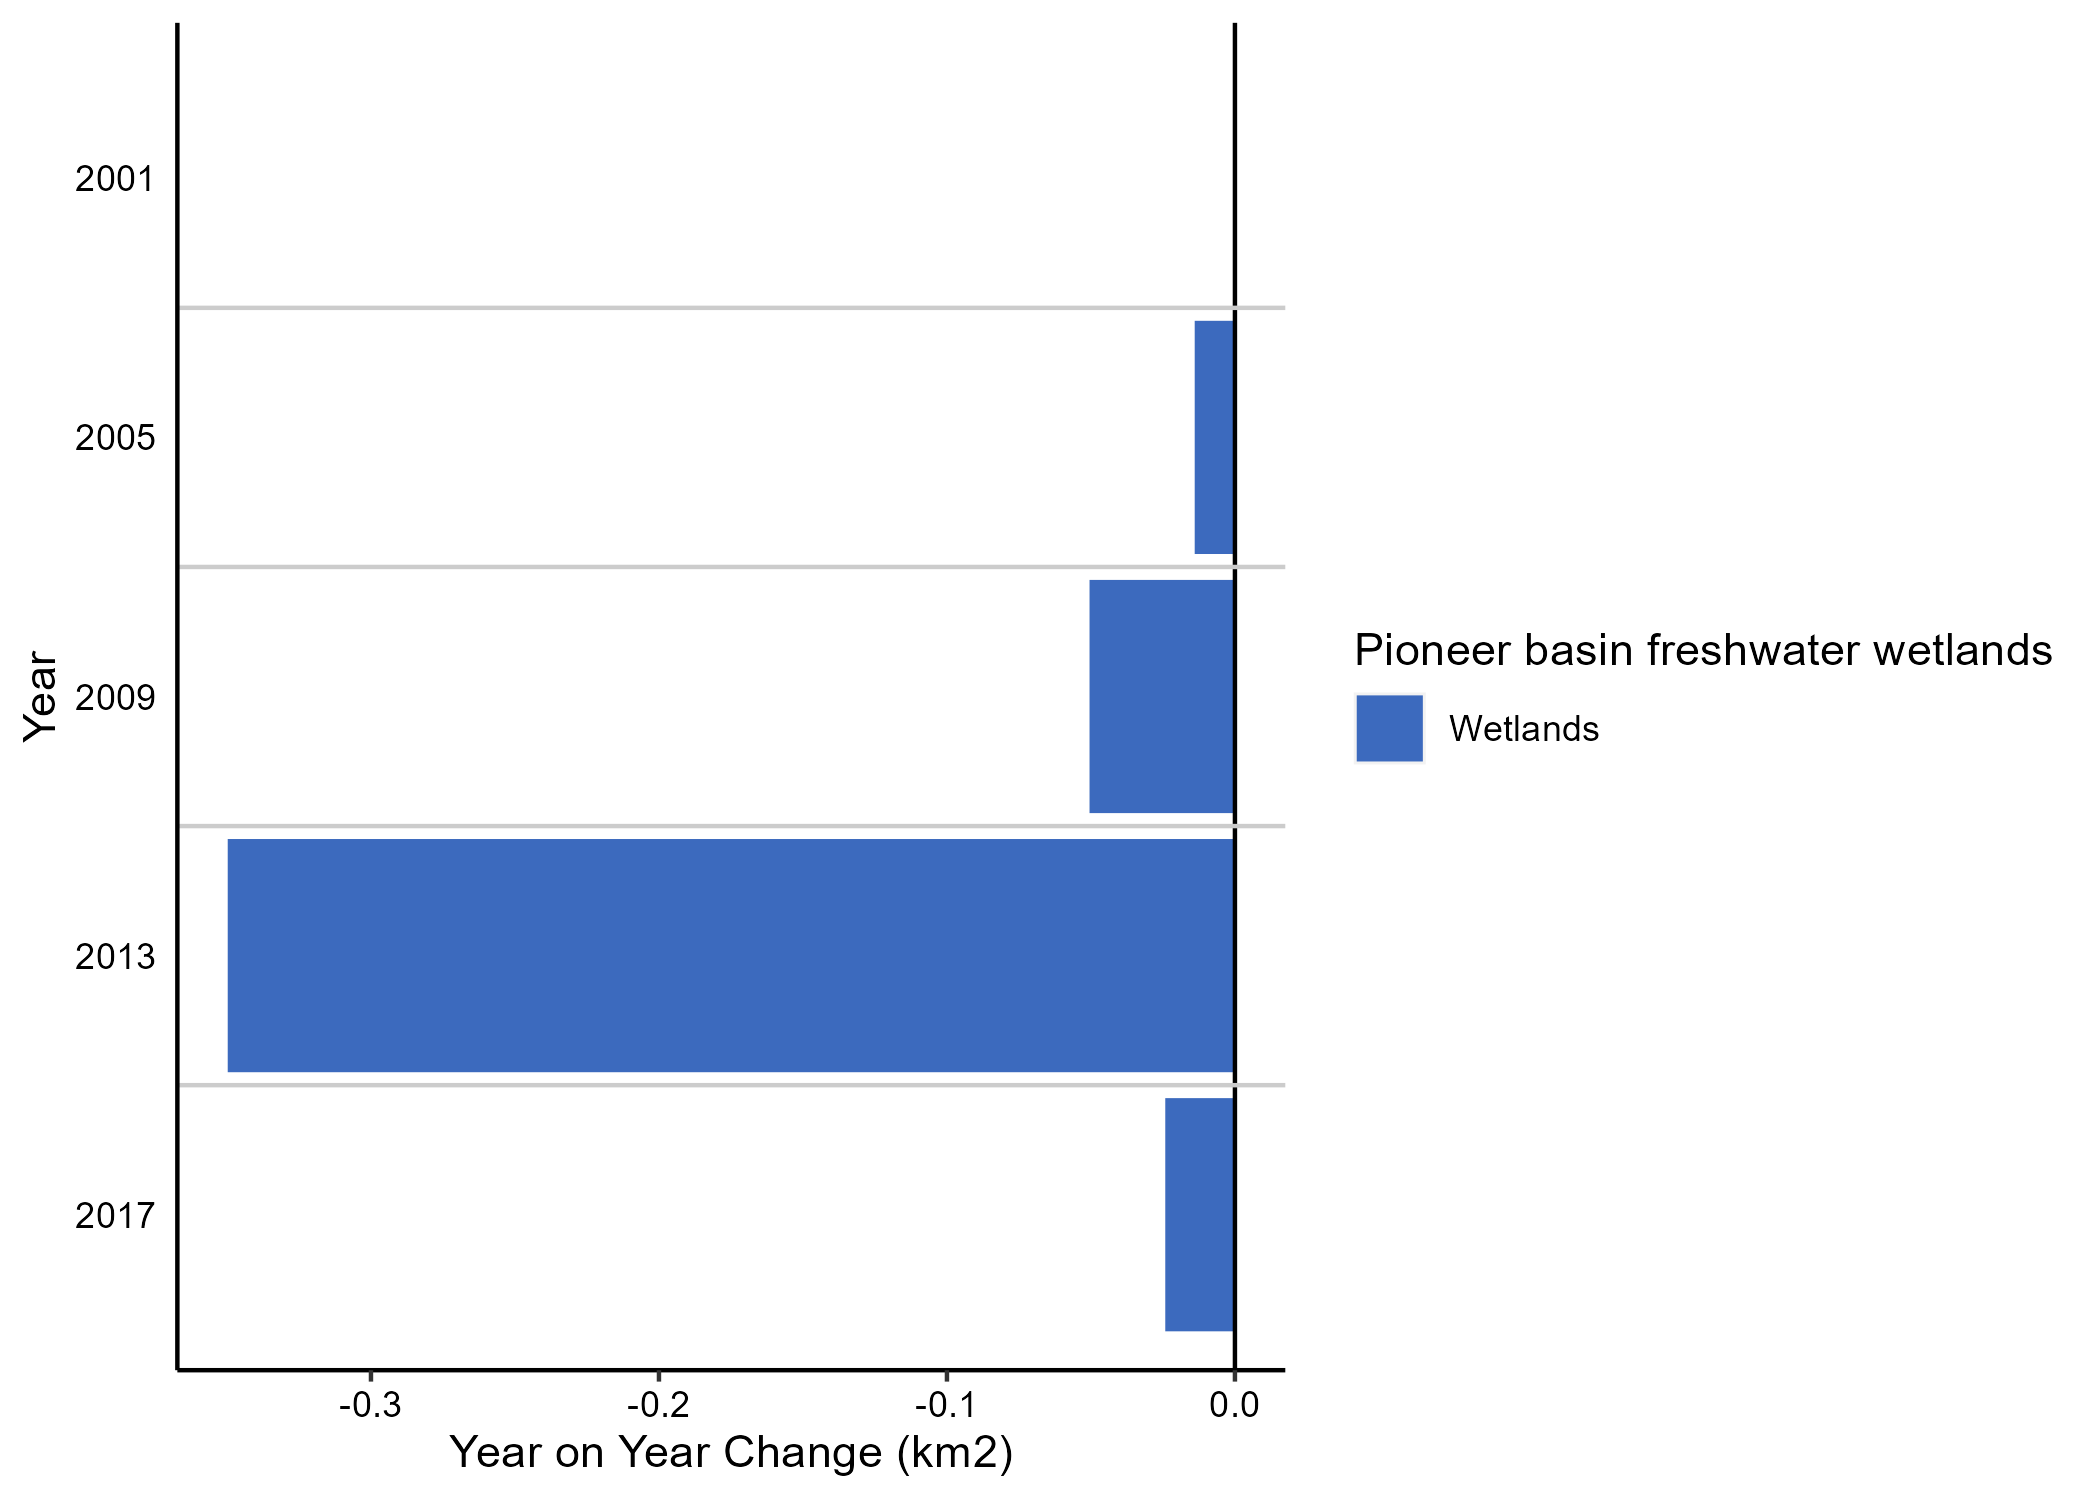 2001
2005
2009
2013
2017
Year
-0.3
-0.2
-0.1
0.0
Year on Year Change (km2)
Pioneer basin freshwater wetlands
Wetlands